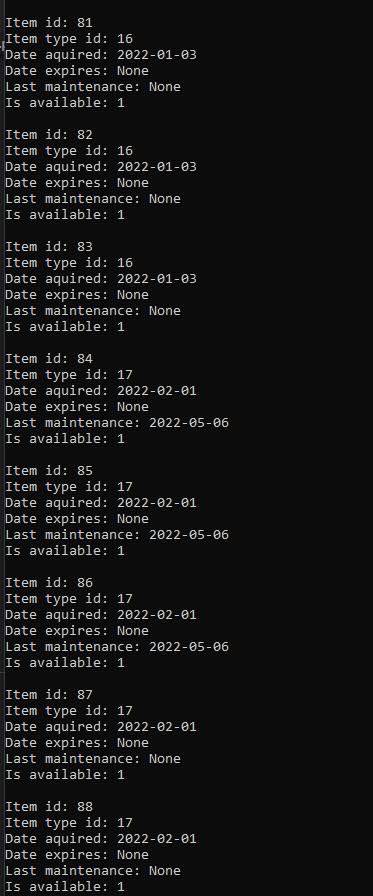 Item id: 81
Item type id: 16
Date aquired: 2022-01-03
Date expires: None
Last maintenance: None
Is available: 1

Item id: 82
Item type id: 16
Date aquired: 2022-01-03
Date expires: None
Last maintenance: None
Is available: 1

Item id: 83
Item type id: 16
Date aquired: 2022-01-03
Date expires: None
Last maintenance: None
Is available: 1

Item id: 84
Item type id: 17
Date aquired: 2022-02-01
Date expires: None
Last maintenance: 2022-05-06
Is available: 1

Item id: 85
Item type id: 17
Date aquired: 2022-02-01
Date expires: None
Last maintenance: 2022-05-06
Is available: 1

Item id: 86
Item type id: 17
Date aquired: 2022-02-01
Date expires: None
Last maintenance: 2022-05-06
Is available: 1

Item id: 87
Item type id: 17
Date aquired: 2022-02-01
Date expires: None
Last maintenance: None
Is available: 1

Item id: 88
Item type id: 17
Date aquired: 2022-02-01
Date expires: None
Last maintenance: None
Is available: 1